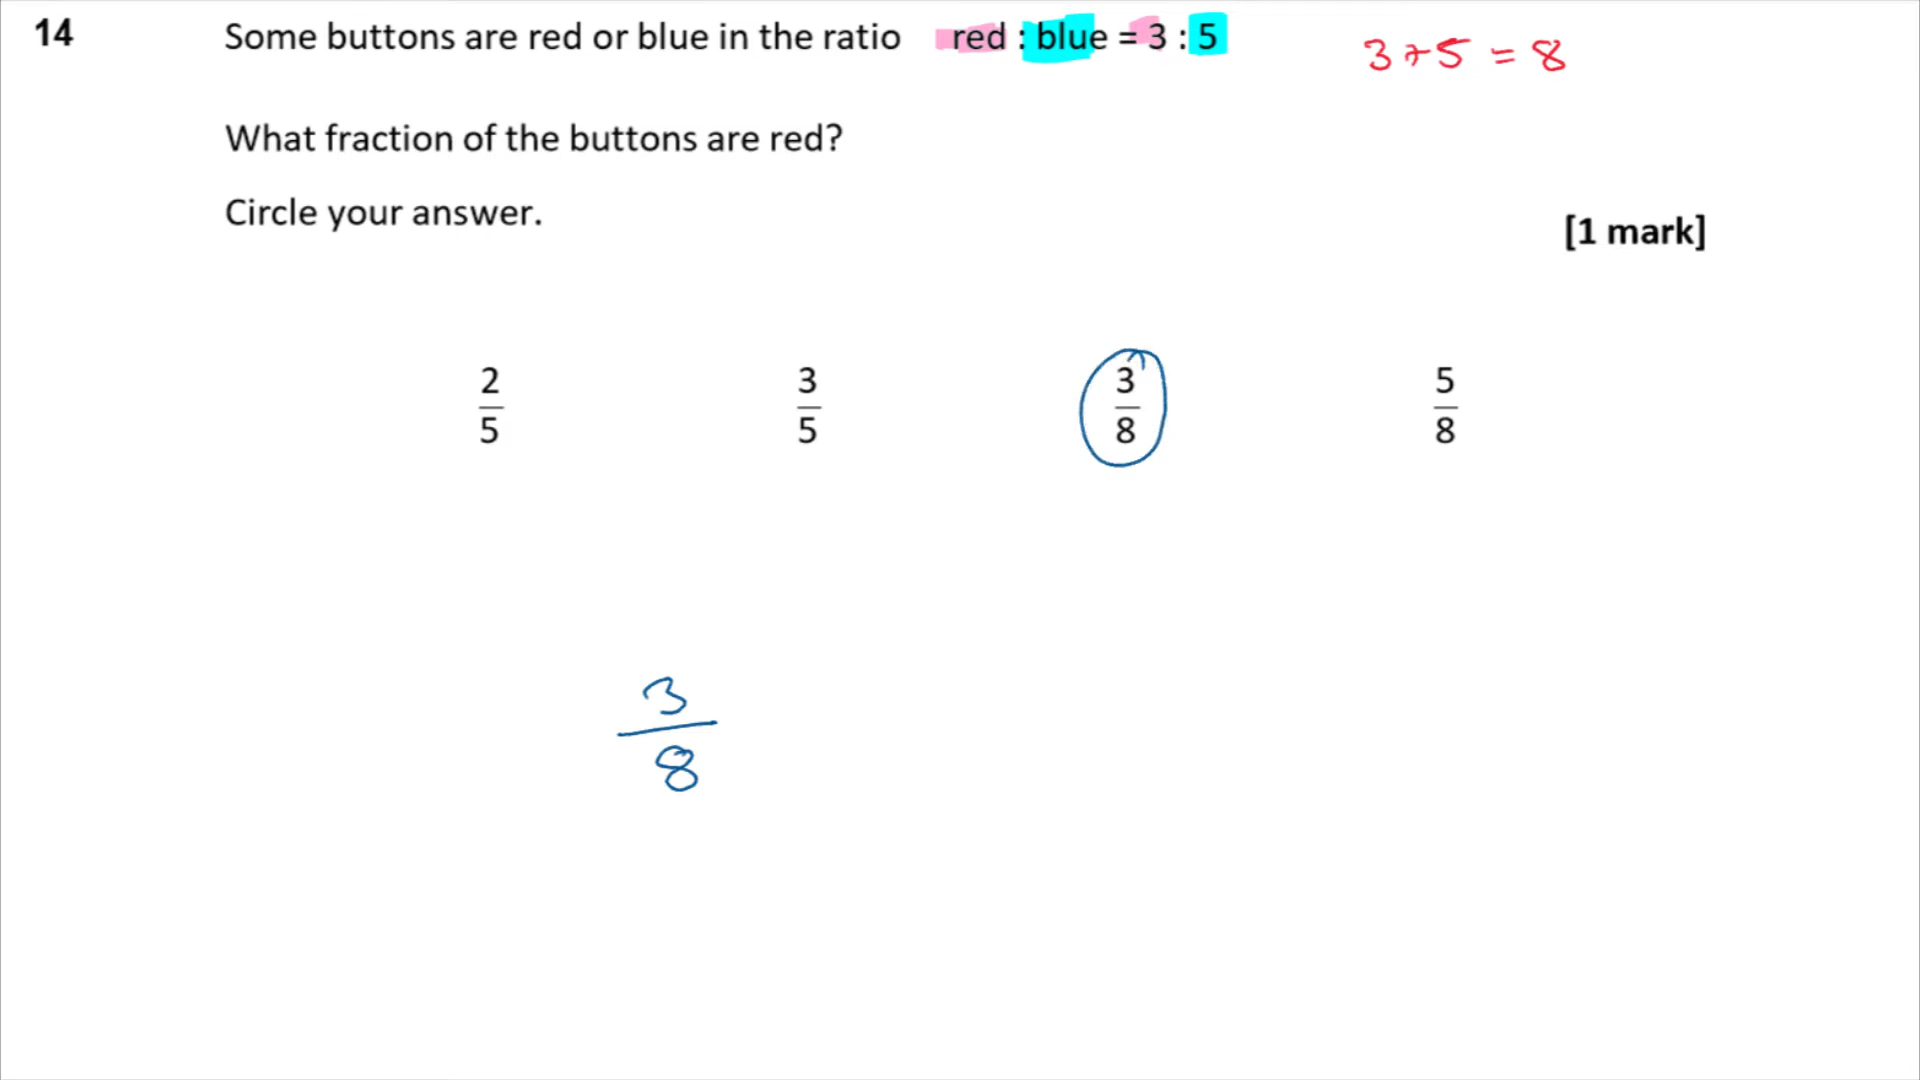 14 Some buttons are red or blue in the ratio red : blue = 3 : 5 3 + 5 = 8
What fraction of the buttons are red?
Circle your answer.
[1 mark]
2/5 3/5 3/8 5/8
3/8